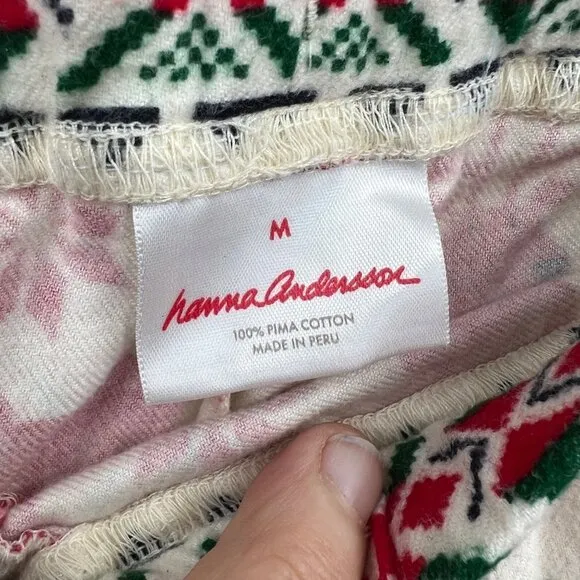 M
hanna Andersson
100% PIMA COTTON
MADE IN PERU